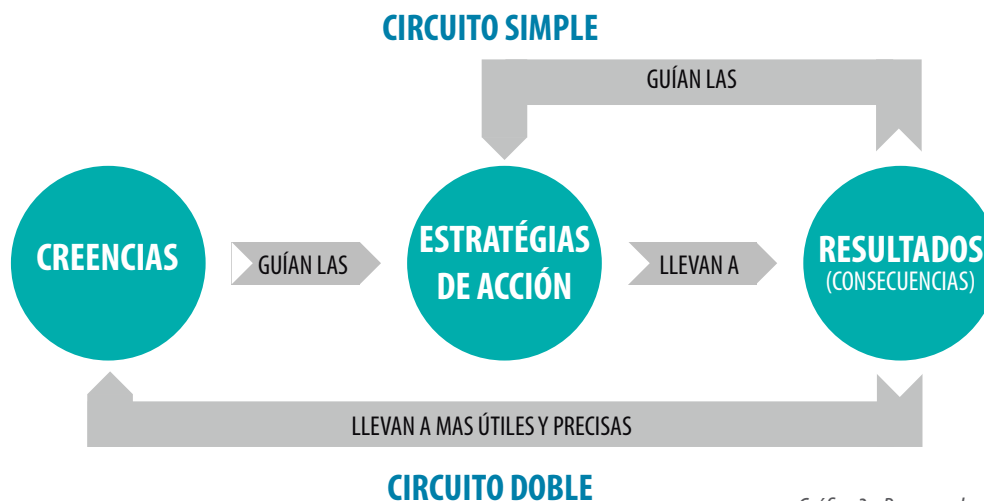 CIRCUITO SIMPLE
GUÍAN LAS
CREENCIAS
GUÍAN LAS
ESTRATÉGIAS
DE ACCIÓN
LLEVAN A
RESULTADOS
(CONSECUENCIAS)
LLEVAN A MAS ÚTILES Y PRECISAS
CIRCUITO DOBLE